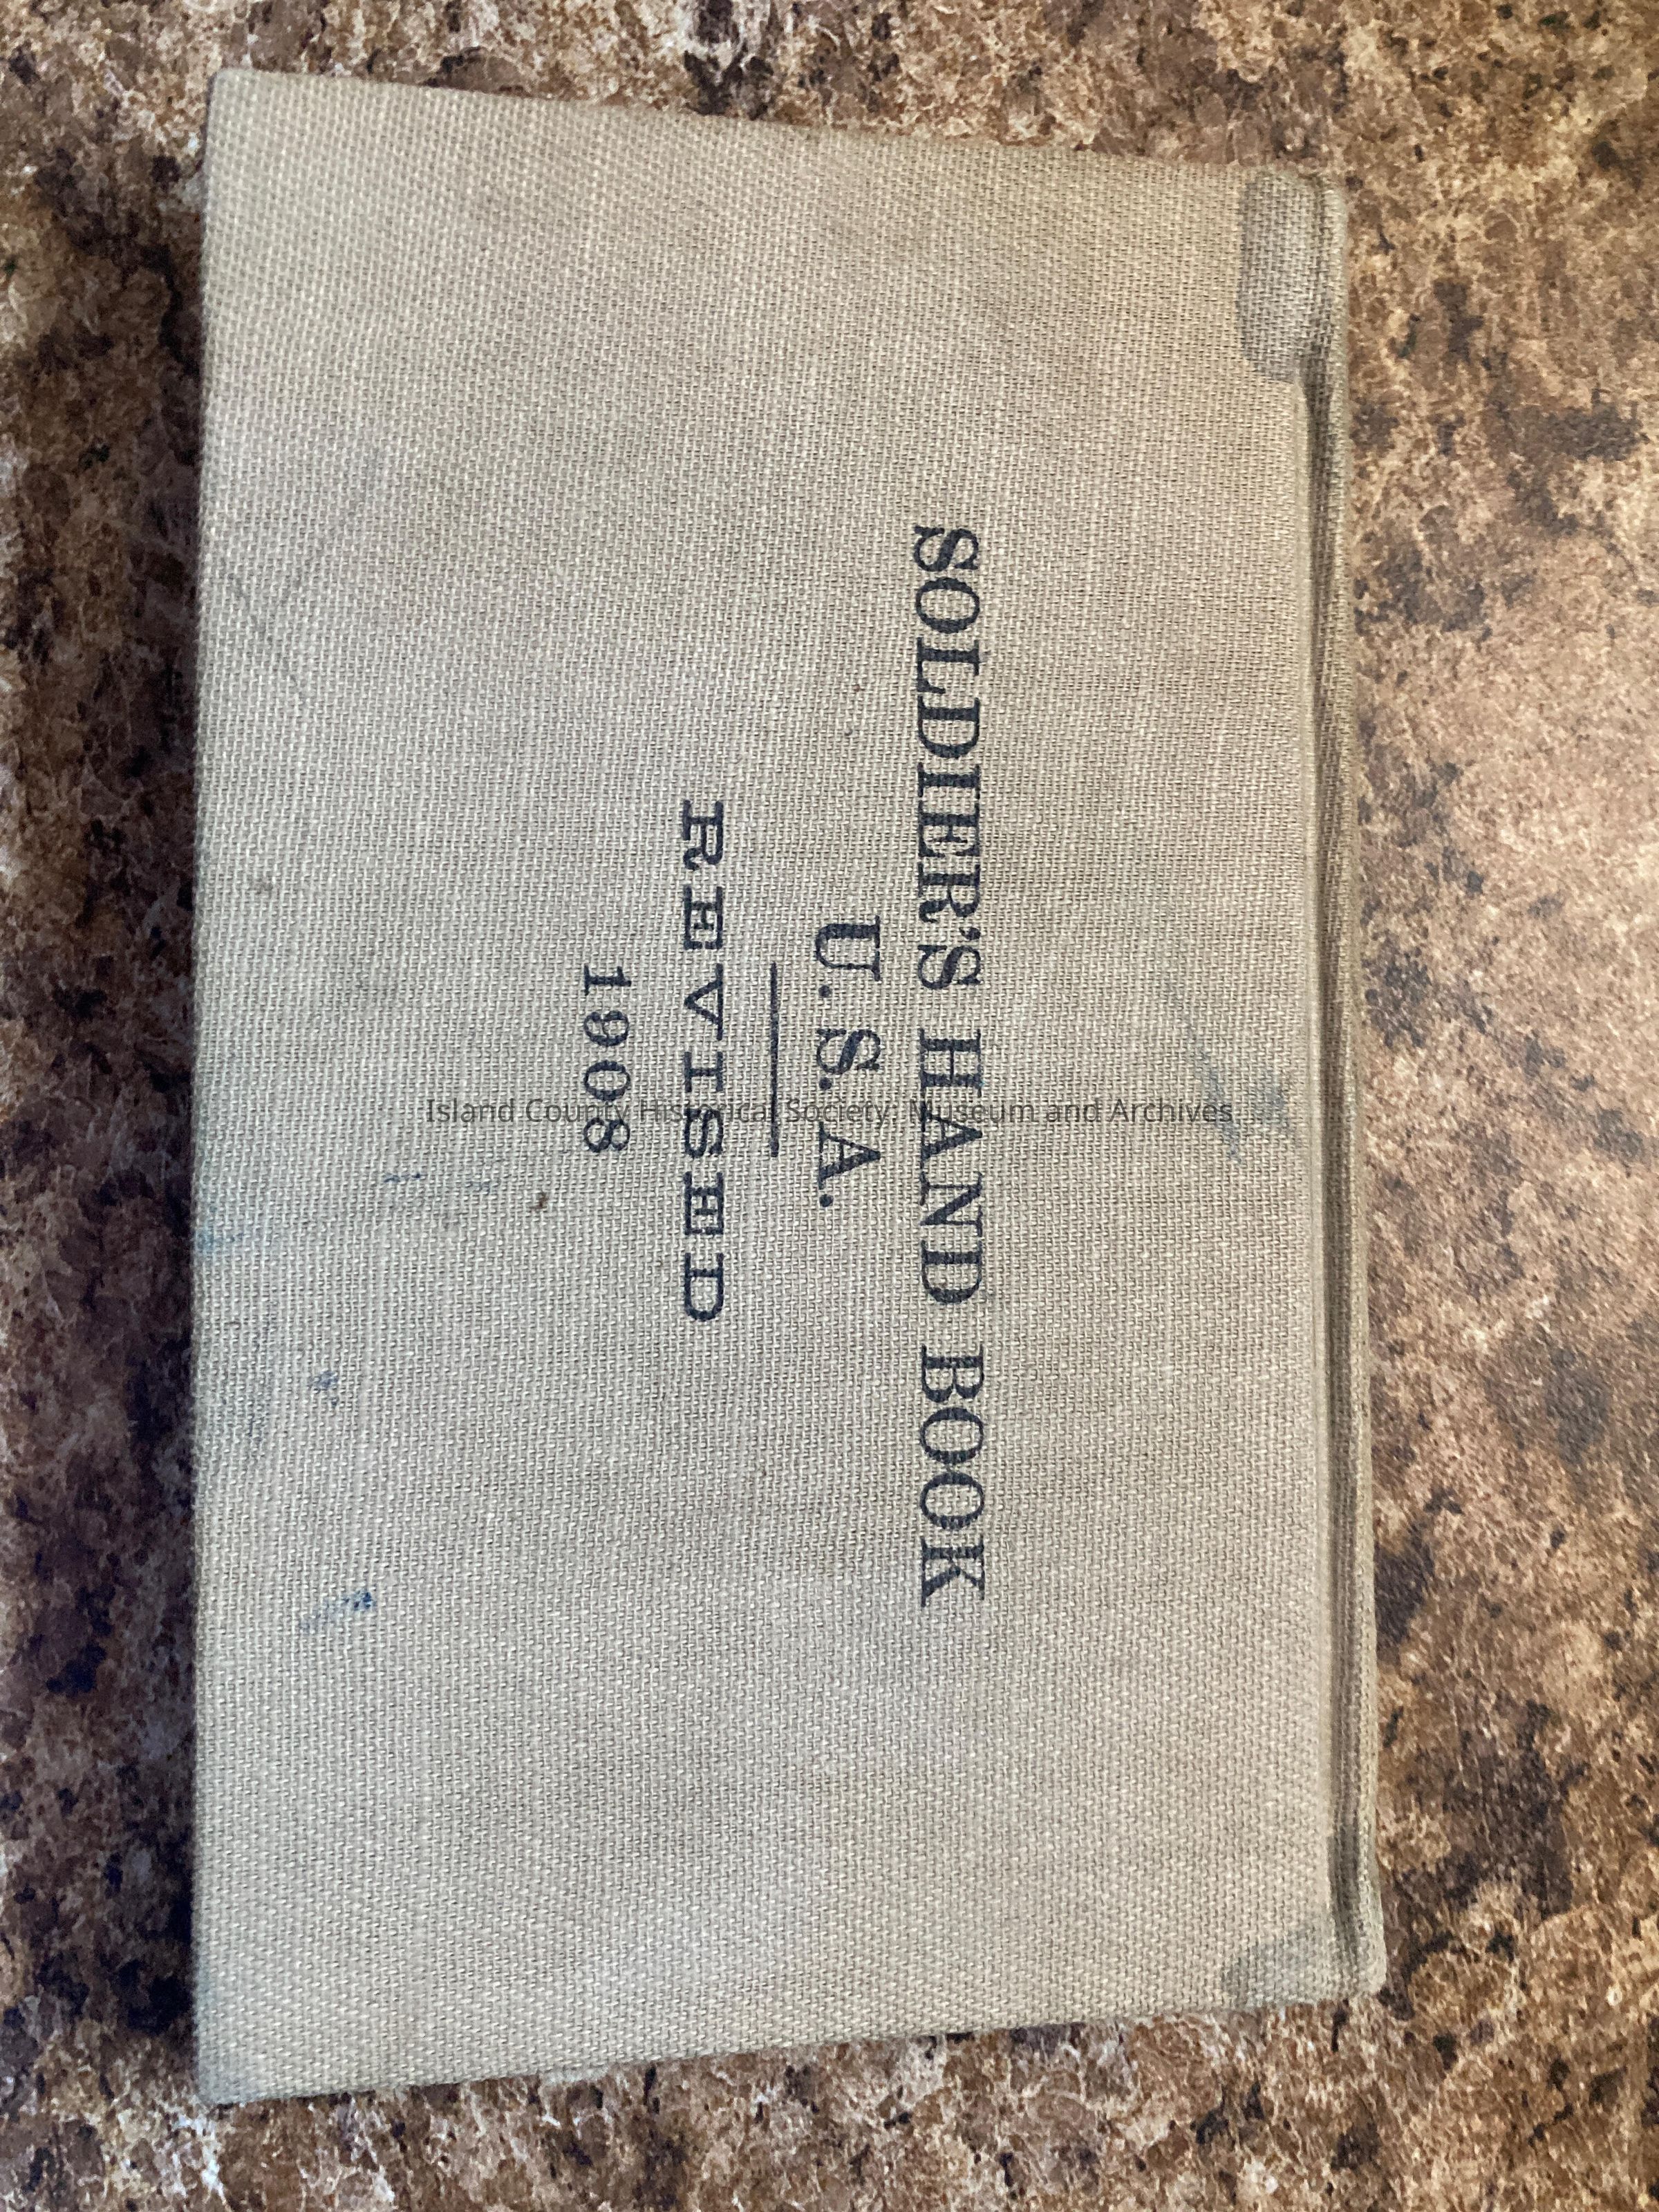 SOLDIER'S HAND BOOK
U.S.A.
REVISED
1908
Island County Historical Society: Museum and Archives